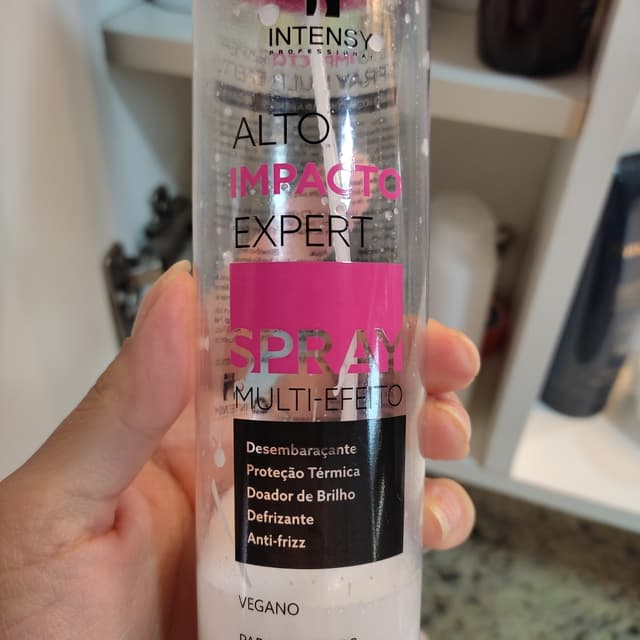 INTENSY
PROFESSIONAL
ALTO
IMPACTO
EXPERT
SPRAY
MULTI-EFEITO
Desembaraçante
Proteção Térmica
Doador de Brilho
Defrizante
Anti-frizz
VEGANO